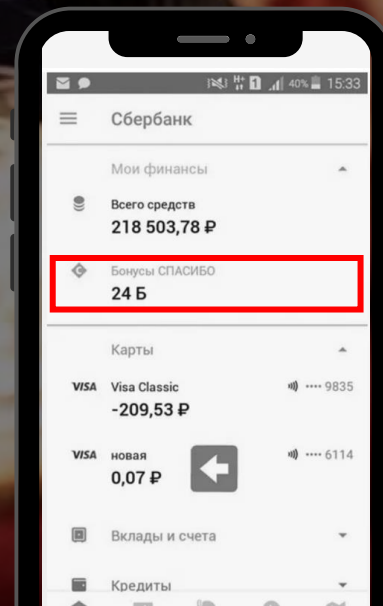 H+ 1 40% 15:33
Сбербанк
Мои финансы
Всего средств
218 503,78 ₽
Бонусы СПАСИБО
24 Б
Карты
VISA Visa Classic •••• 9835
-209,53 ₽
VISA новая •••• 6114
0,07 ₽
Вклады и счета
Кредиты